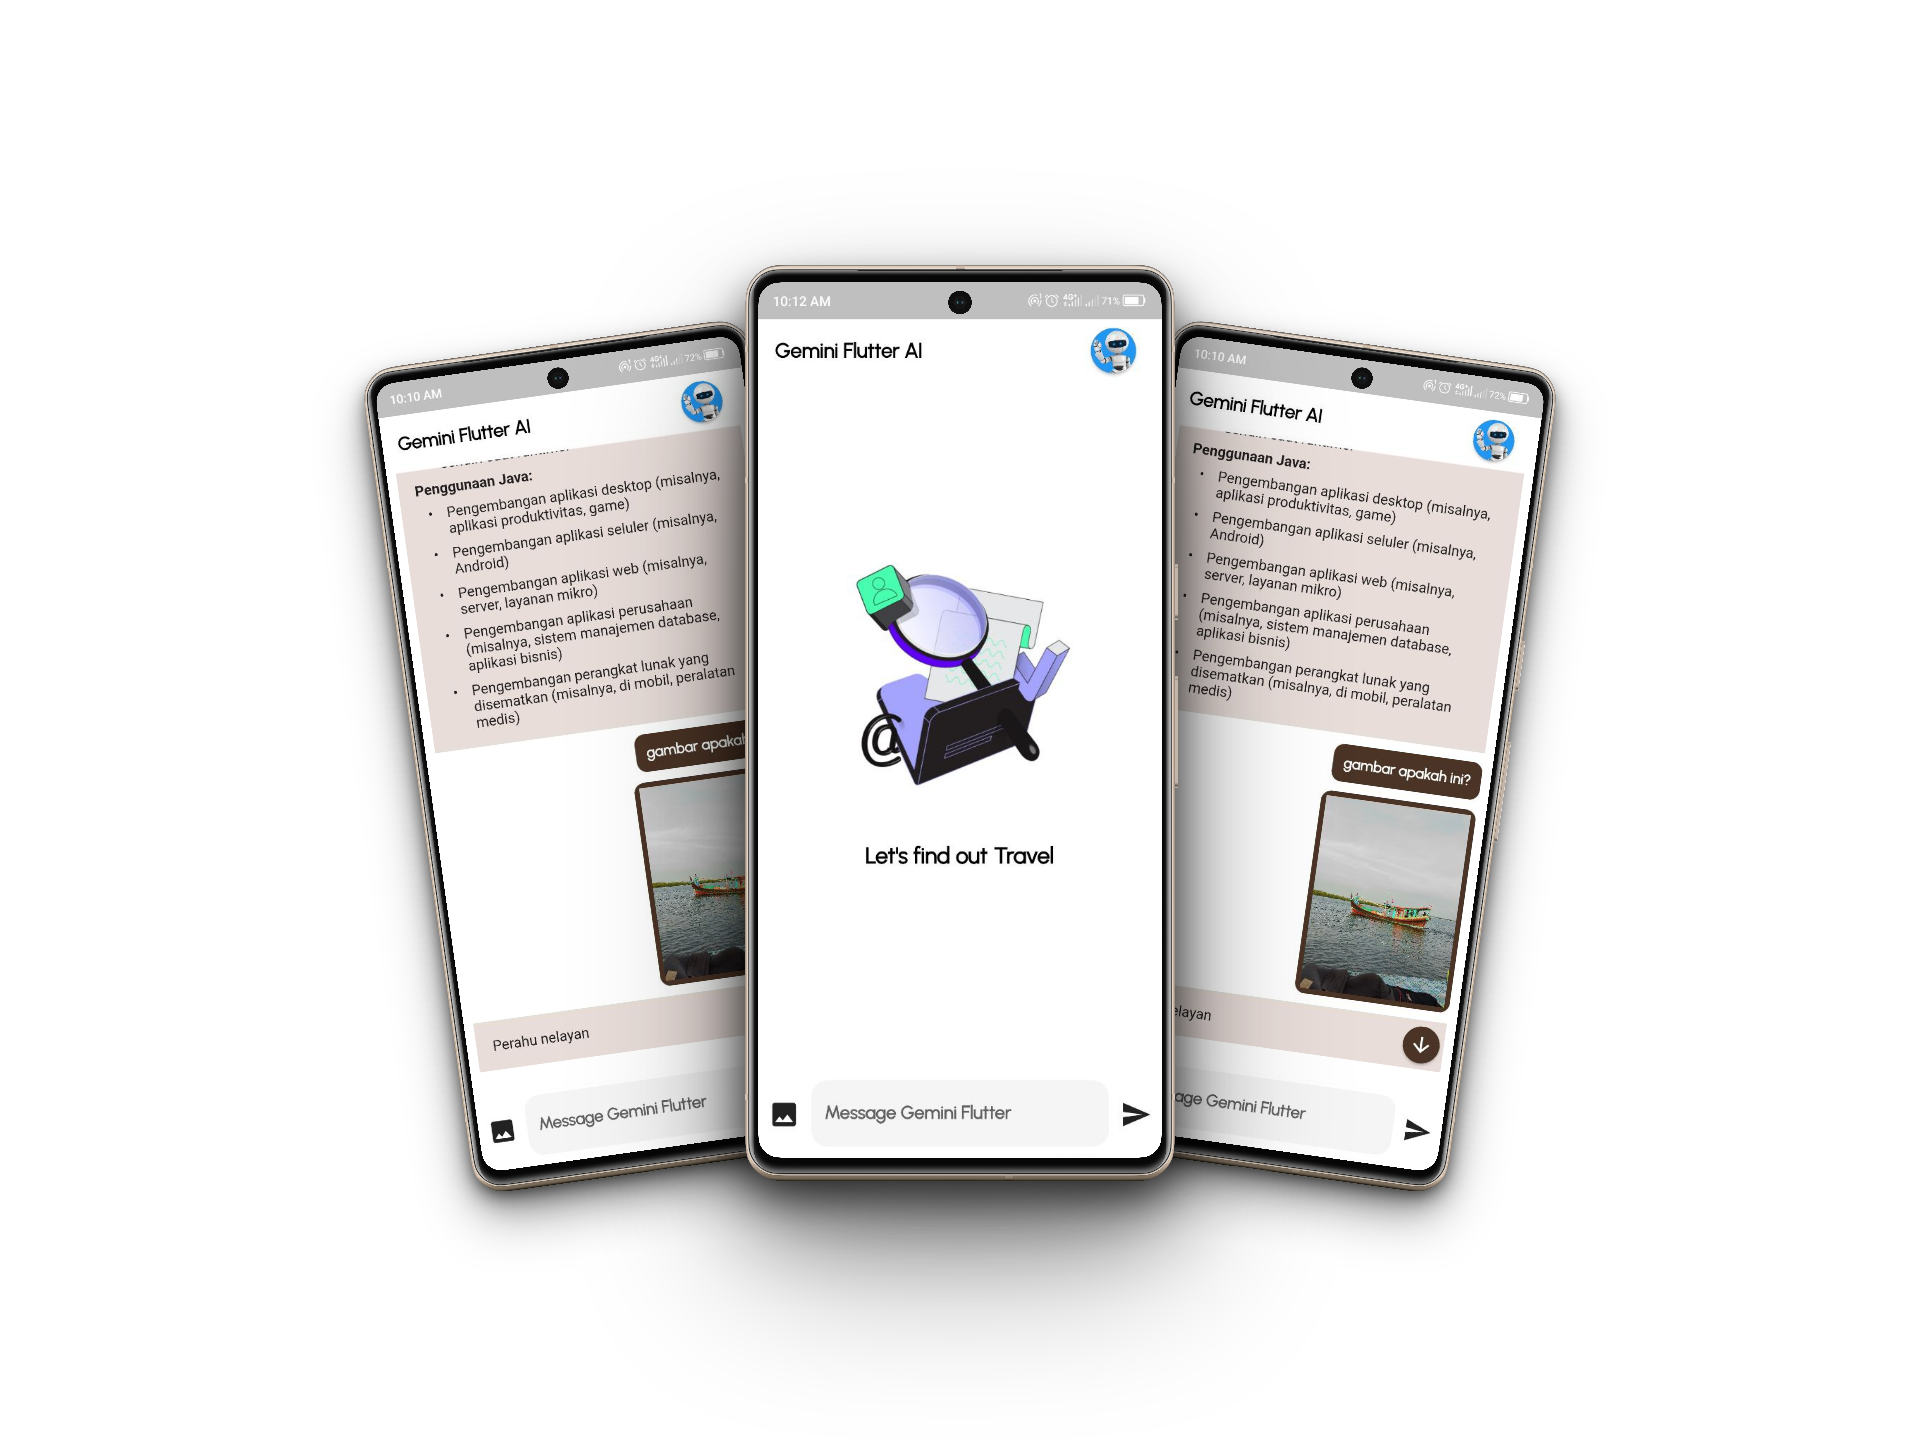 10:10 AM
4G+
72%
Gemini Flutter AI
Penggunaan Java:
• Pengembangan aplikasi desktop (misalnya,
aplikasi produktivitas, game)
• Pengembangan aplikasi seluler (misalnya,
Android)
• Pengembangan aplikasi web (misalnya,
server, layanan mikro)
• Pengembangan aplikasi perusahaan
(misalnya, sistem manajemen database,
aplikasi bisnis)
• Pengembangan perangkat lunak yang
disematkan (misalnya, di mobil, peralatan
medis)
gambar apakah
Perahu nelayan
Message Gemini Flutter
10:12 AM
4G+
71%
Gemini Flutter AI
@
Let's find out Travel
Message Gemini Flutter
10:10 AM
4G+
72%
Gemini Flutter AI
Penggunaan Java:
• Pengembangan aplikasi desktop (misalnya,
aplikasi produktivitas, game)
• Pengembangan aplikasi seluler (misalnya,
Android)
• Pengembangan aplikasi web (misalnya,
server, layanan mikro)
• Pengembangan aplikasi perusahaan
(misalnya, sistem manajemen database,
aplikasi bisnis)
• Pengembangan perangkat lunak yang
disematkan (misalnya, di mobil, peralatan
medis)
gambar apakah ini?
elayan
age Gemini Flutter